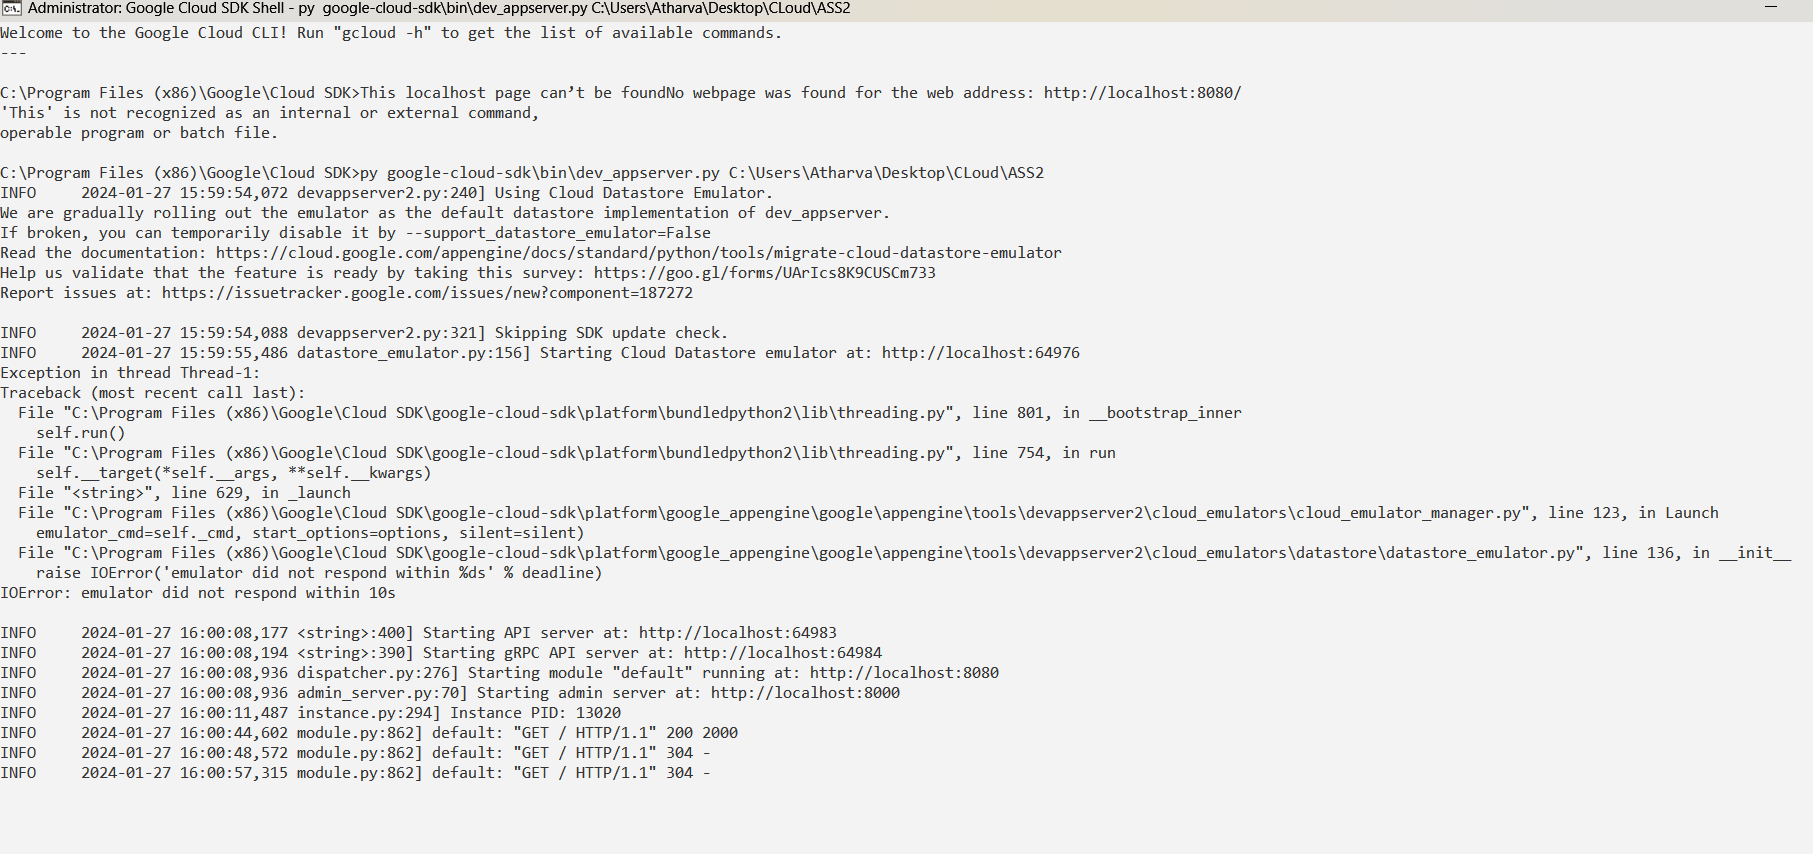 Administrator: Google Cloud SDK Shell - py  google-cloud-sdk\bin\dev_appserver.py C:\Users\Atharva\Desktop\CLoud\ASS2
Welcome to the Google Cloud CLI! Run "gcloud -h" to get the list of available commands.
---
C:\Program Files (x86)\Google\Cloud SDK>This localhost page can’t be foundNo webpage was found for the web address: http://localhost:8080/
'This' is not recognized as an internal or external command,
operable program or batch file.
C:\Program Files (x86)\Google\Cloud SDK>py google-cloud-sdk\bin\dev_appserver.py C:\Users\Atharva\Desktop\CLoud\ASS2
INFO     2024-01-27 15:59:54,072 devappserver2.py:240] Using Cloud Datastore Emulator.
We are gradually rolling out the emulator as the default datastore implementation of dev_appserver.
If broken, you can temporarily disable it by --support_datastore_emulator=False
Read the documentation: https://cloud.google.com/appengine/docs/standard/python/tools/migrate-cloud-datastore-emulator
Help us validate that the feature is ready by taking this survey: https://goo.gl/forms/UArIcs8K9CUSCm733
Report issues at: https://issuetracker.google.com/issues/new?component=187272
INFO     2024-01-27 15:59:54,088 devappserver2.py:321] Skipping SDK update check.
INFO     2024-01-27 15:59:55,486 datastore_emulator.py:156] Starting Cloud Datastore emulator at: http://localhost:64976
Exception in thread Thread-1:
Traceback (most recent call last):
  File "C:\Program Files (x86)\Google\Cloud SDK\google-cloud-sdk\platform\bundledpython2\lib\threading.py", line 801, in __bootstrap_inner
    self.run()
  File "C:\Program Files (x86)\Google\Cloud SDK\google-cloud-sdk\platform\bundledpython2\lib\threading.py", line 754, in run
    self.__target(*self.__args, **self.__kwargs)
  File "<string>", line 629, in _launch
  File "C:\Program Files (x86)\Google\Cloud SDK\google-cloud-sdk\platform\google_appengine\google\appengine\tools\devappserver2\cloud_emulators\cloud_emulator_manager.py", line 123, in Launch
    emulator_cmd=self._cmd, start_options=options, silent=silent)
  File "C:\Program Files (x86)\Google\Cloud SDK\google-cloud-sdk\platform\google_appengine\google\appengine\tools\devappserver2\cloud_emulators\datastore\datastore_emulator.py", line 136, in __init__
    raise IOError('emulator did not respond within %ds' % deadline)
IOError: emulator did not respond within 10s
INFO     2024-01-27 16:00:08,177 <string>:400] Starting API server at: http://localhost:64983
INFO     2024-01-27 16:00:08,194 <string>:390] Starting gRPC API server at: http://localhost:64984
INFO     2024-01-27 16:00:08,936 dispatcher.py:276] Starting module "default" running at: http://localhost:8080
INFO     2024-01-27 16:00:08,936 admin_server.py:70] Starting admin server at: http://localhost:8000
INFO     2024-01-27 16:00:11,487 instance.py:294] Instance PID: 13020
INFO     2024-01-27 16:00:44,602 module.py:862] default: "GET / HTTP/1.1" 200 2000
INFO     2024-01-27 16:00:48,572 module.py:862] default: "GET / HTTP/1.1" 304 -
INFO     2024-01-27 16:00:57,315 module.py:862] default: "GET / HTTP/1.1" 304 -